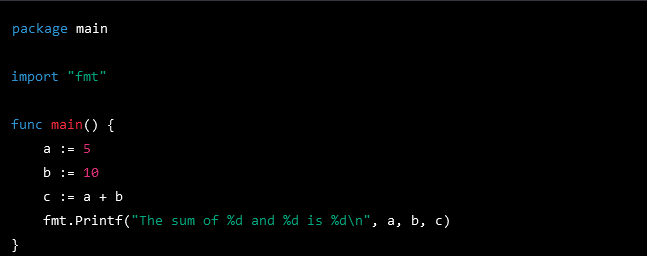 package main
import "fmt"
func main() {
    a := 5
    b := 10
    c := a + b
    fmt.Printf("The sum of %d and %d is %d\n", a, b, c)
}